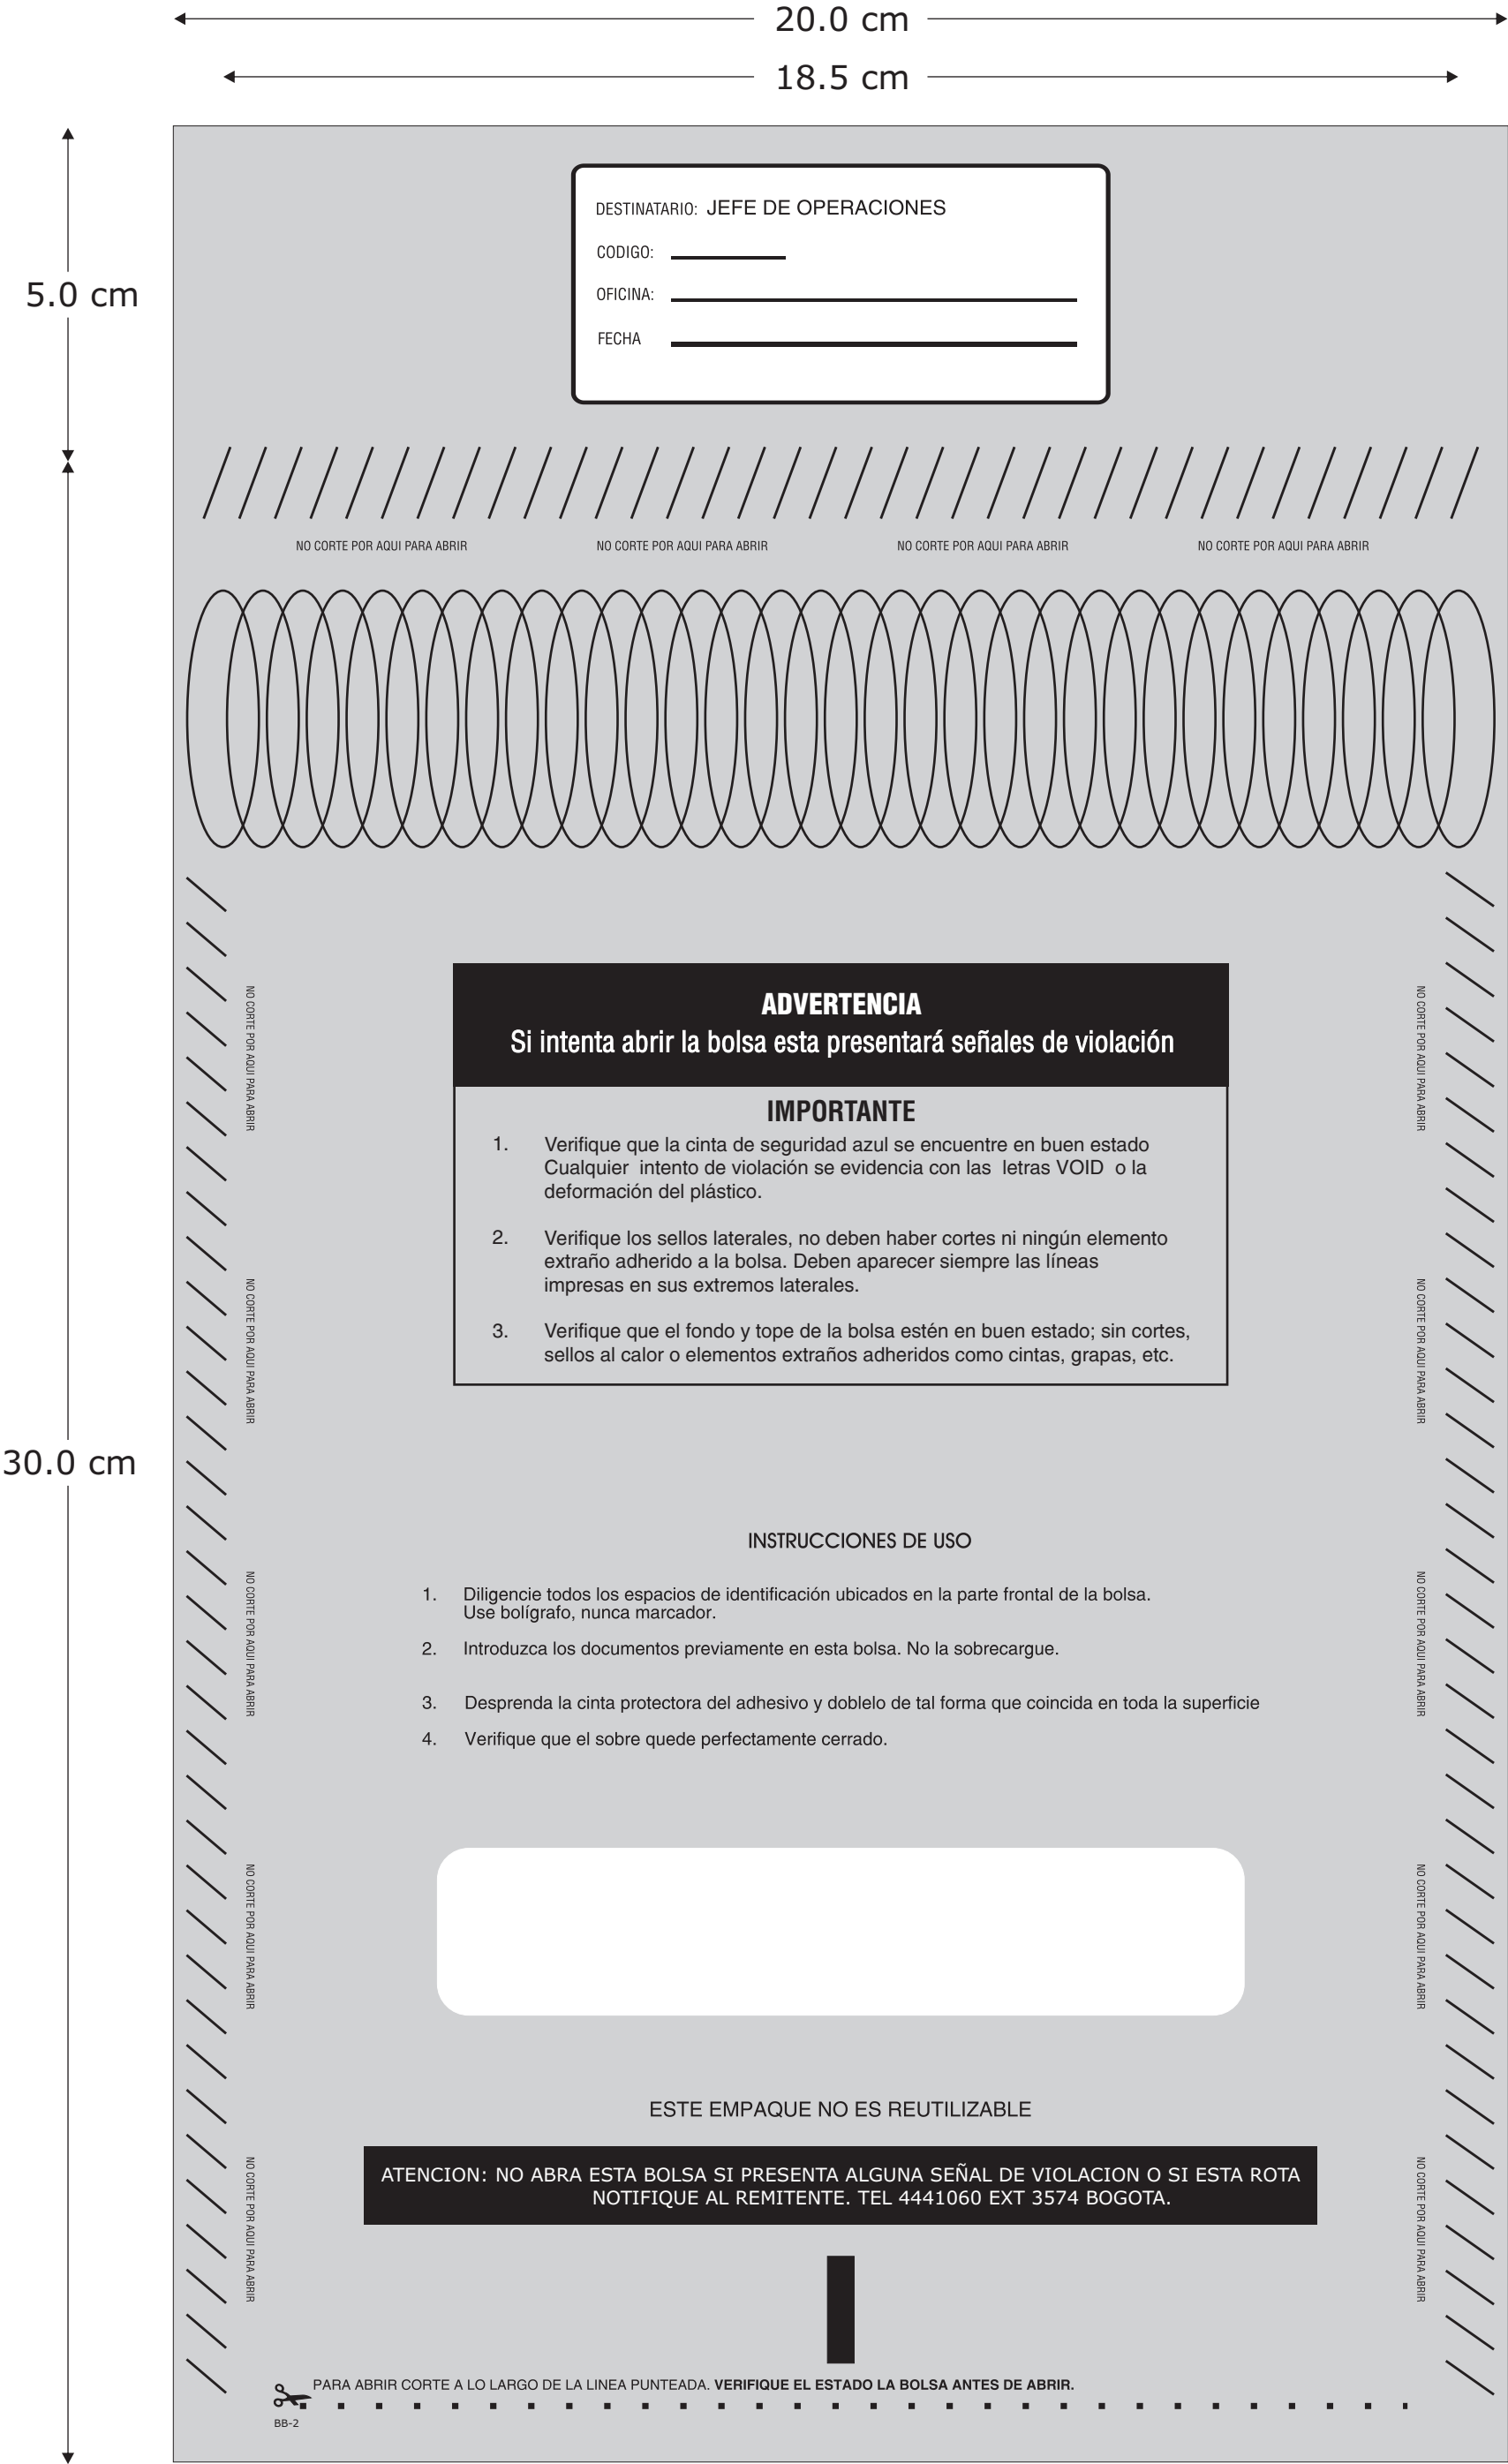 20.0 cm
18.5 cm
5.0 cm
DESTINATARIO: JEFE DE OPERACIONES
CODIGO:
OFICINA:
FECHA
NO CORTE POR AQUI PARA ABRIR NO CORTE POR AQUI PARA ABRIR NO CORTE POR AQUI PARA ABRIR NO CORTE POR AQUI PARA ABRIR
ADVERTENCIA
Si intenta abrir la bolsa esta presentará señales de violación
IMPORTANTE
1. Verifique que la cinta de seguridad azul se encuentre en buen estado
Cualquier intento de violación se evidencia con las letras VOID o la
deformación del plástico.
2. Verifique los sellos laterales, no deben haber cortes ni ningún elemento
extraño adherido a la bolsa. Deben aparecer siempre las líneas
impresas en sus extremos laterales.
3. Verifique que el fondo y tope de la bolsa estén en buen estado; sin cortes,
sellos al calor o elementos extraños adheridos como cintas, grapas, etc.
30.0 cm
INSTRUCCIONES DE USO
1. Diligencie todos los espacios de identificación ubicados en la parte frontal de la bolsa.
Use bolígrafo, nunca marcador.
2. Introduzca los documentos previamente en esta bolsa. No la sobrecargue.
3. Desprenda la cinta protectora del adhesivo y doblelo de tal forma que coincida en toda la superficie
4. Verifique que el sobre quede perfectamente cerrado.
ESTE EMPAQUE NO ES REUTILIZABLE
ATENCION: NO ABRA ESTA BOLSA SI PRESENTA ALGUNA SEÑAL DE VIOLACION O SI ESTA ROTA
NOTIFIQUE AL REMITENTE. TEL 4441060 EXT 3574 BOGOTA.
PARA ABRIR CORTE A LO LARGO DE LA LINEA PUNTEADA. VERIFIQUE EL ESTADO LA BOLSA ANTES DE ABRIR.
BB-2
NO CORTE POR AQUI PARA ABRIR
NO CORTE POR AQUI PARA ABRIR
NO CORTE POR AQUI PARA ABRIR
NO CORTE POR AQUI PARA ABRIR
NO CORTE POR AQUI PARA ABRIR
NO CORTE POR AQUI PARA ABRIR
NO CORTE POR AQUI PARA ABRIR
NO CORTE POR AQUI PARA ABRIR
NO CORTE POR AQUI PARA ABRIR
NO CORTE POR AQUI PARA ABRIR